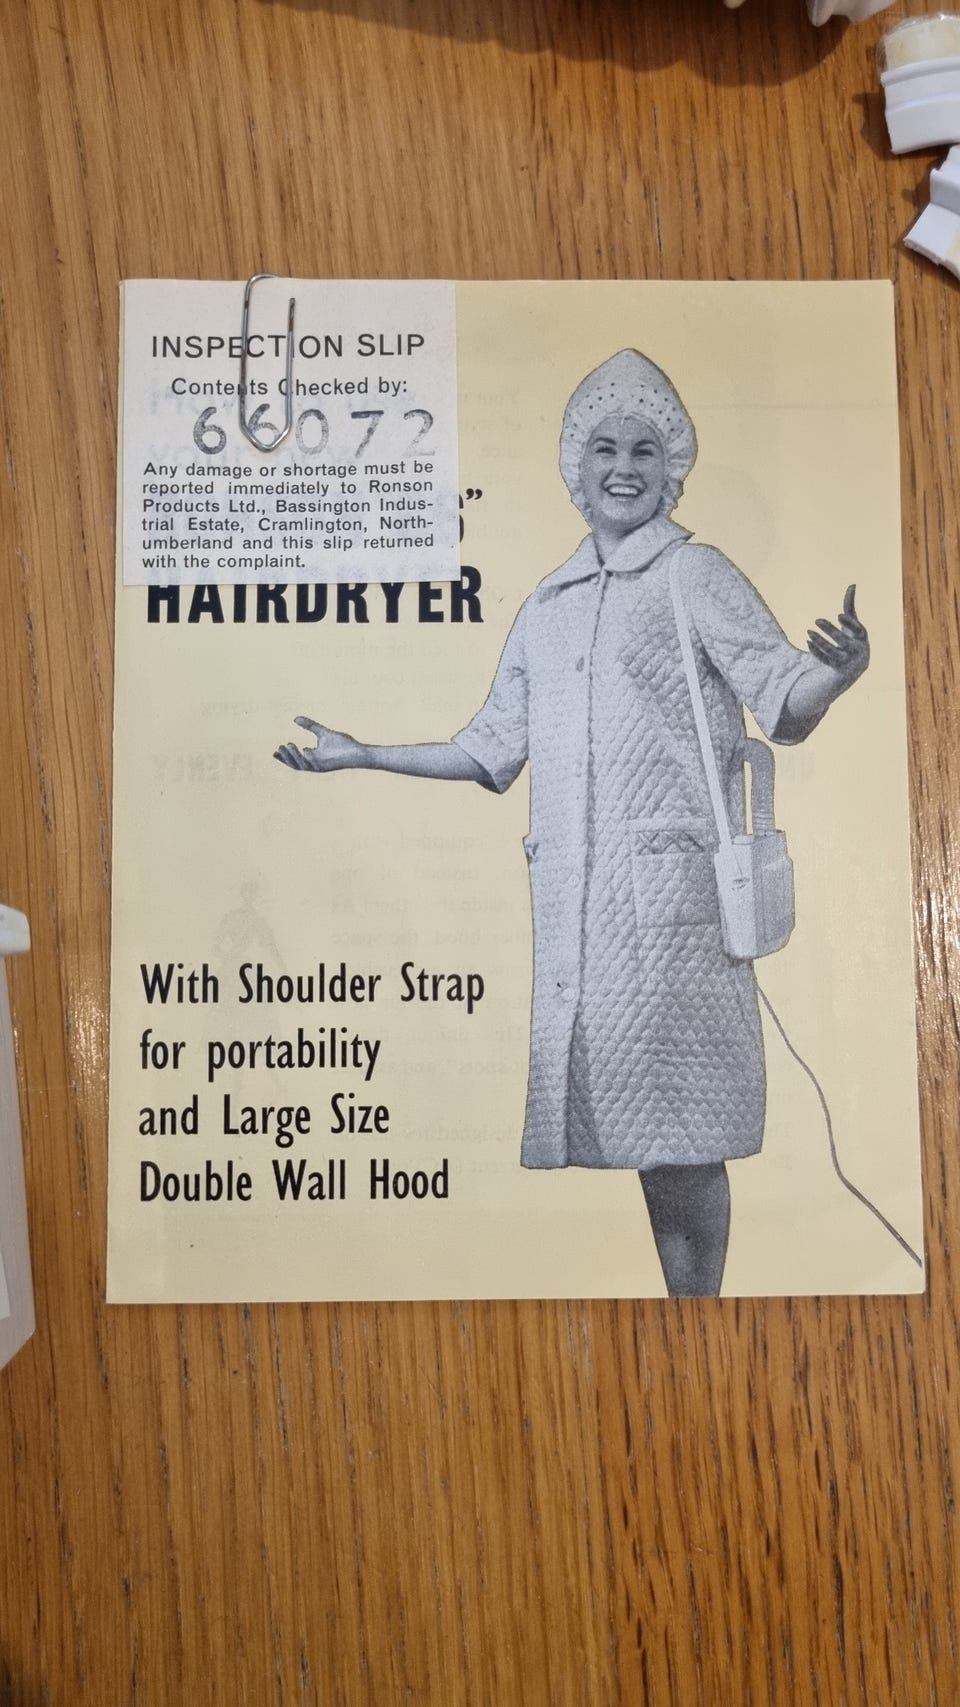 INSPECTION SLIP
Contents Checked by:
66072
Any damage or shortage must be
reported immediately to Ronson
Products Ltd., Bassington Indus-
trial Estate, Cramlington, North-
umberland and this slip returned
with the complaint.
HAIRDRYER
With Shoulder Strap
for portability
and Large Size
Double Wall Hood